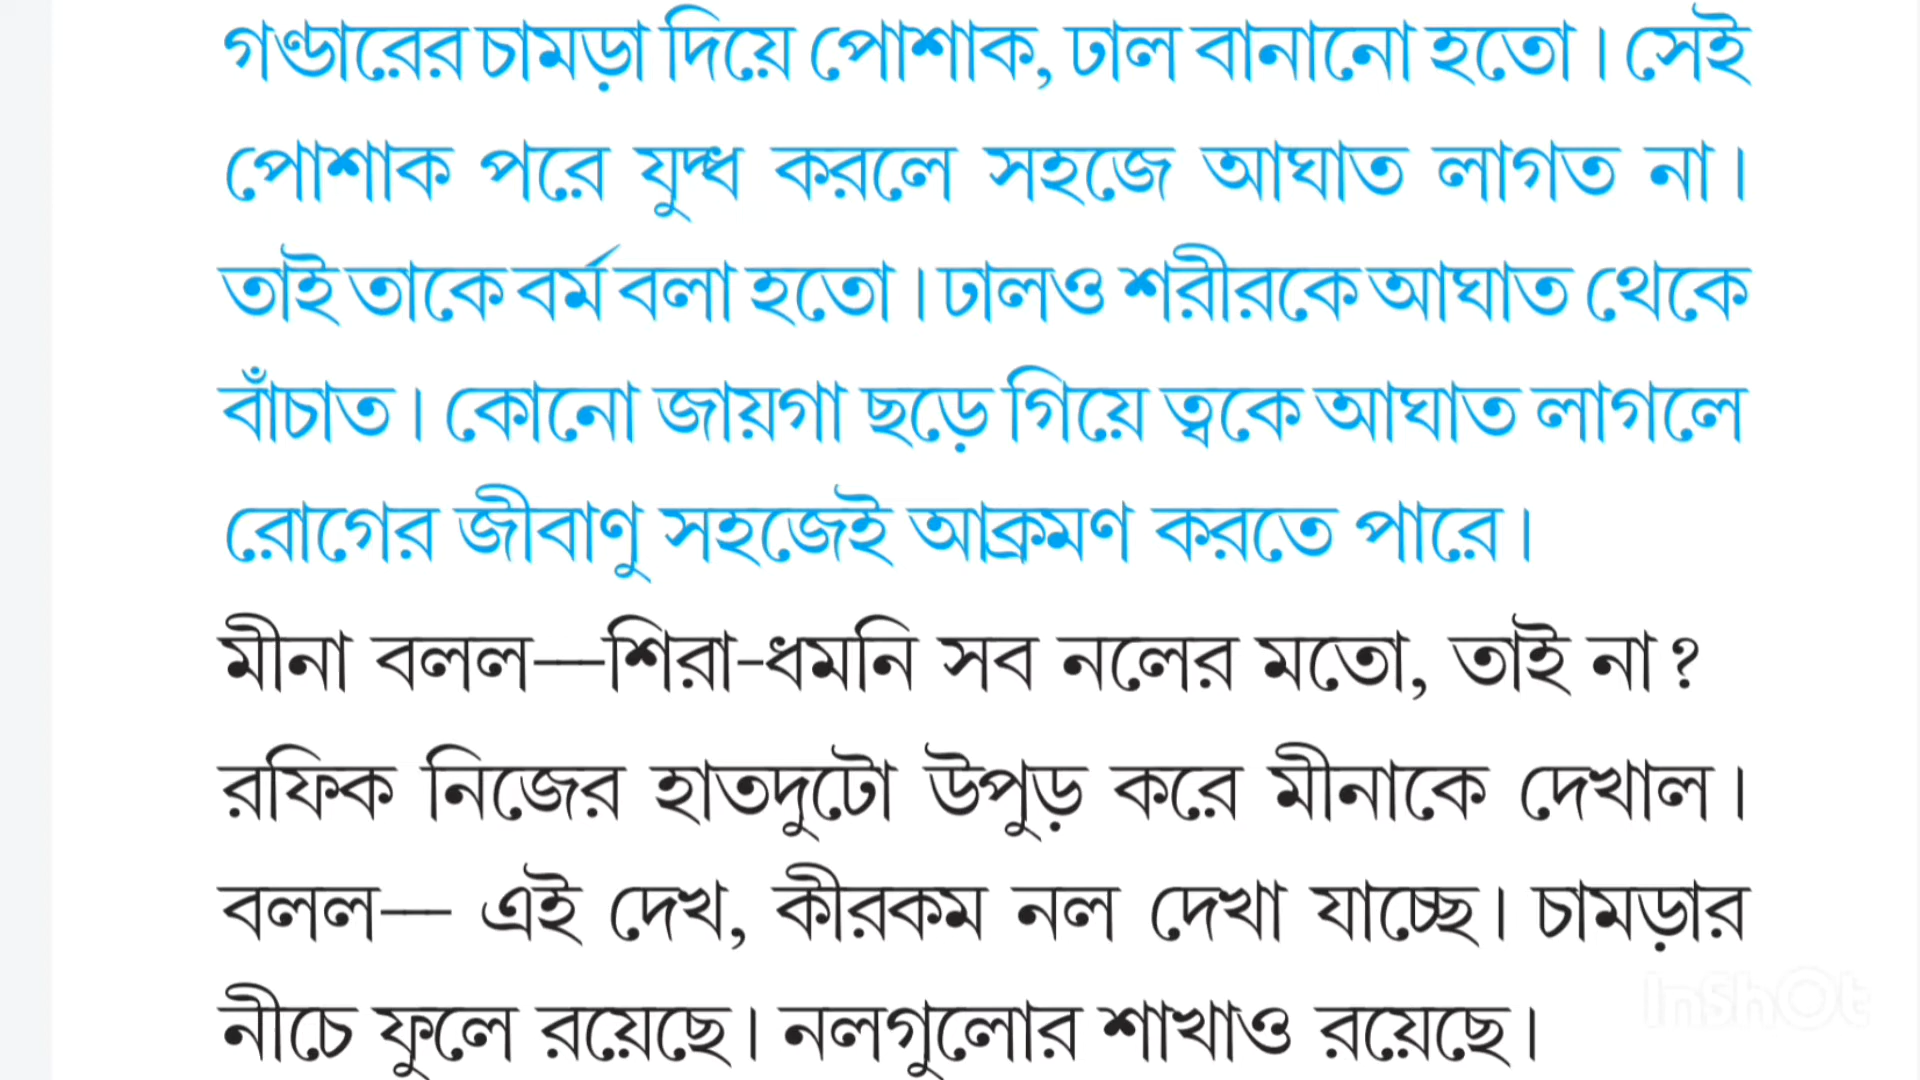 গণ্ডারের চামড়া দিয়ে পোশাক, ঢাল বানানো হতো। সেই
পোশাক পরে যুদ্ধ করলে সহজে আঘাত লাগত না।
তাই তাকে বর্ম বলা হতো। ঢালও শরীরকে আঘাত থেকে
বাঁচাত। কোনো জায়গা ছড়ে গিয়ে ত্বকে আঘাত লাগলে
রোগের জীবাণু সহজেই আক্রমণ করতে পারে।
মীনা বলল—শিরা-ধমনি সব নলের মতো, তাই না?
রফিক নিজের হাতদুটো উপুড় করে মীনাকে দেখাল।
বলল— এই দেখ, কীরকম নল দেখা যাচ্ছে। চামড়ার
নীচে ফুলে রয়েছে। নলগুলোর শাখাও রয়েছে।
InShOt